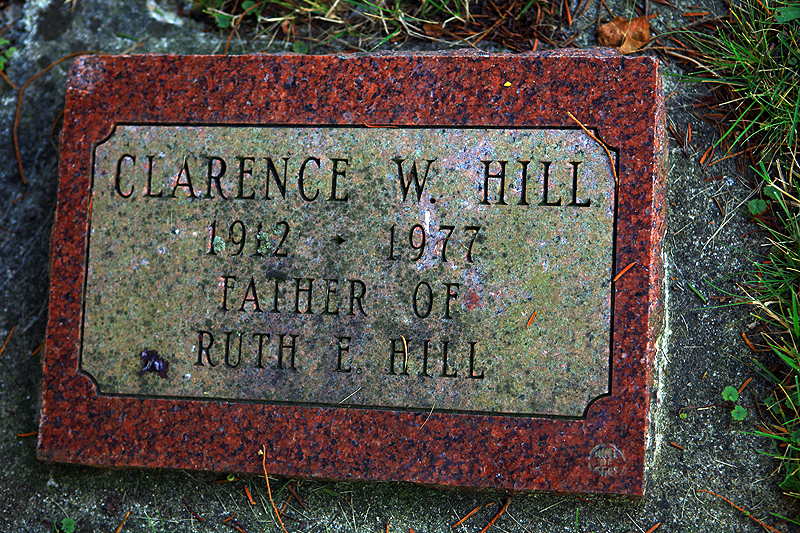 CLARENCE W. HILL
1912 • 1977
FATHER OF
RUTH E. HILL